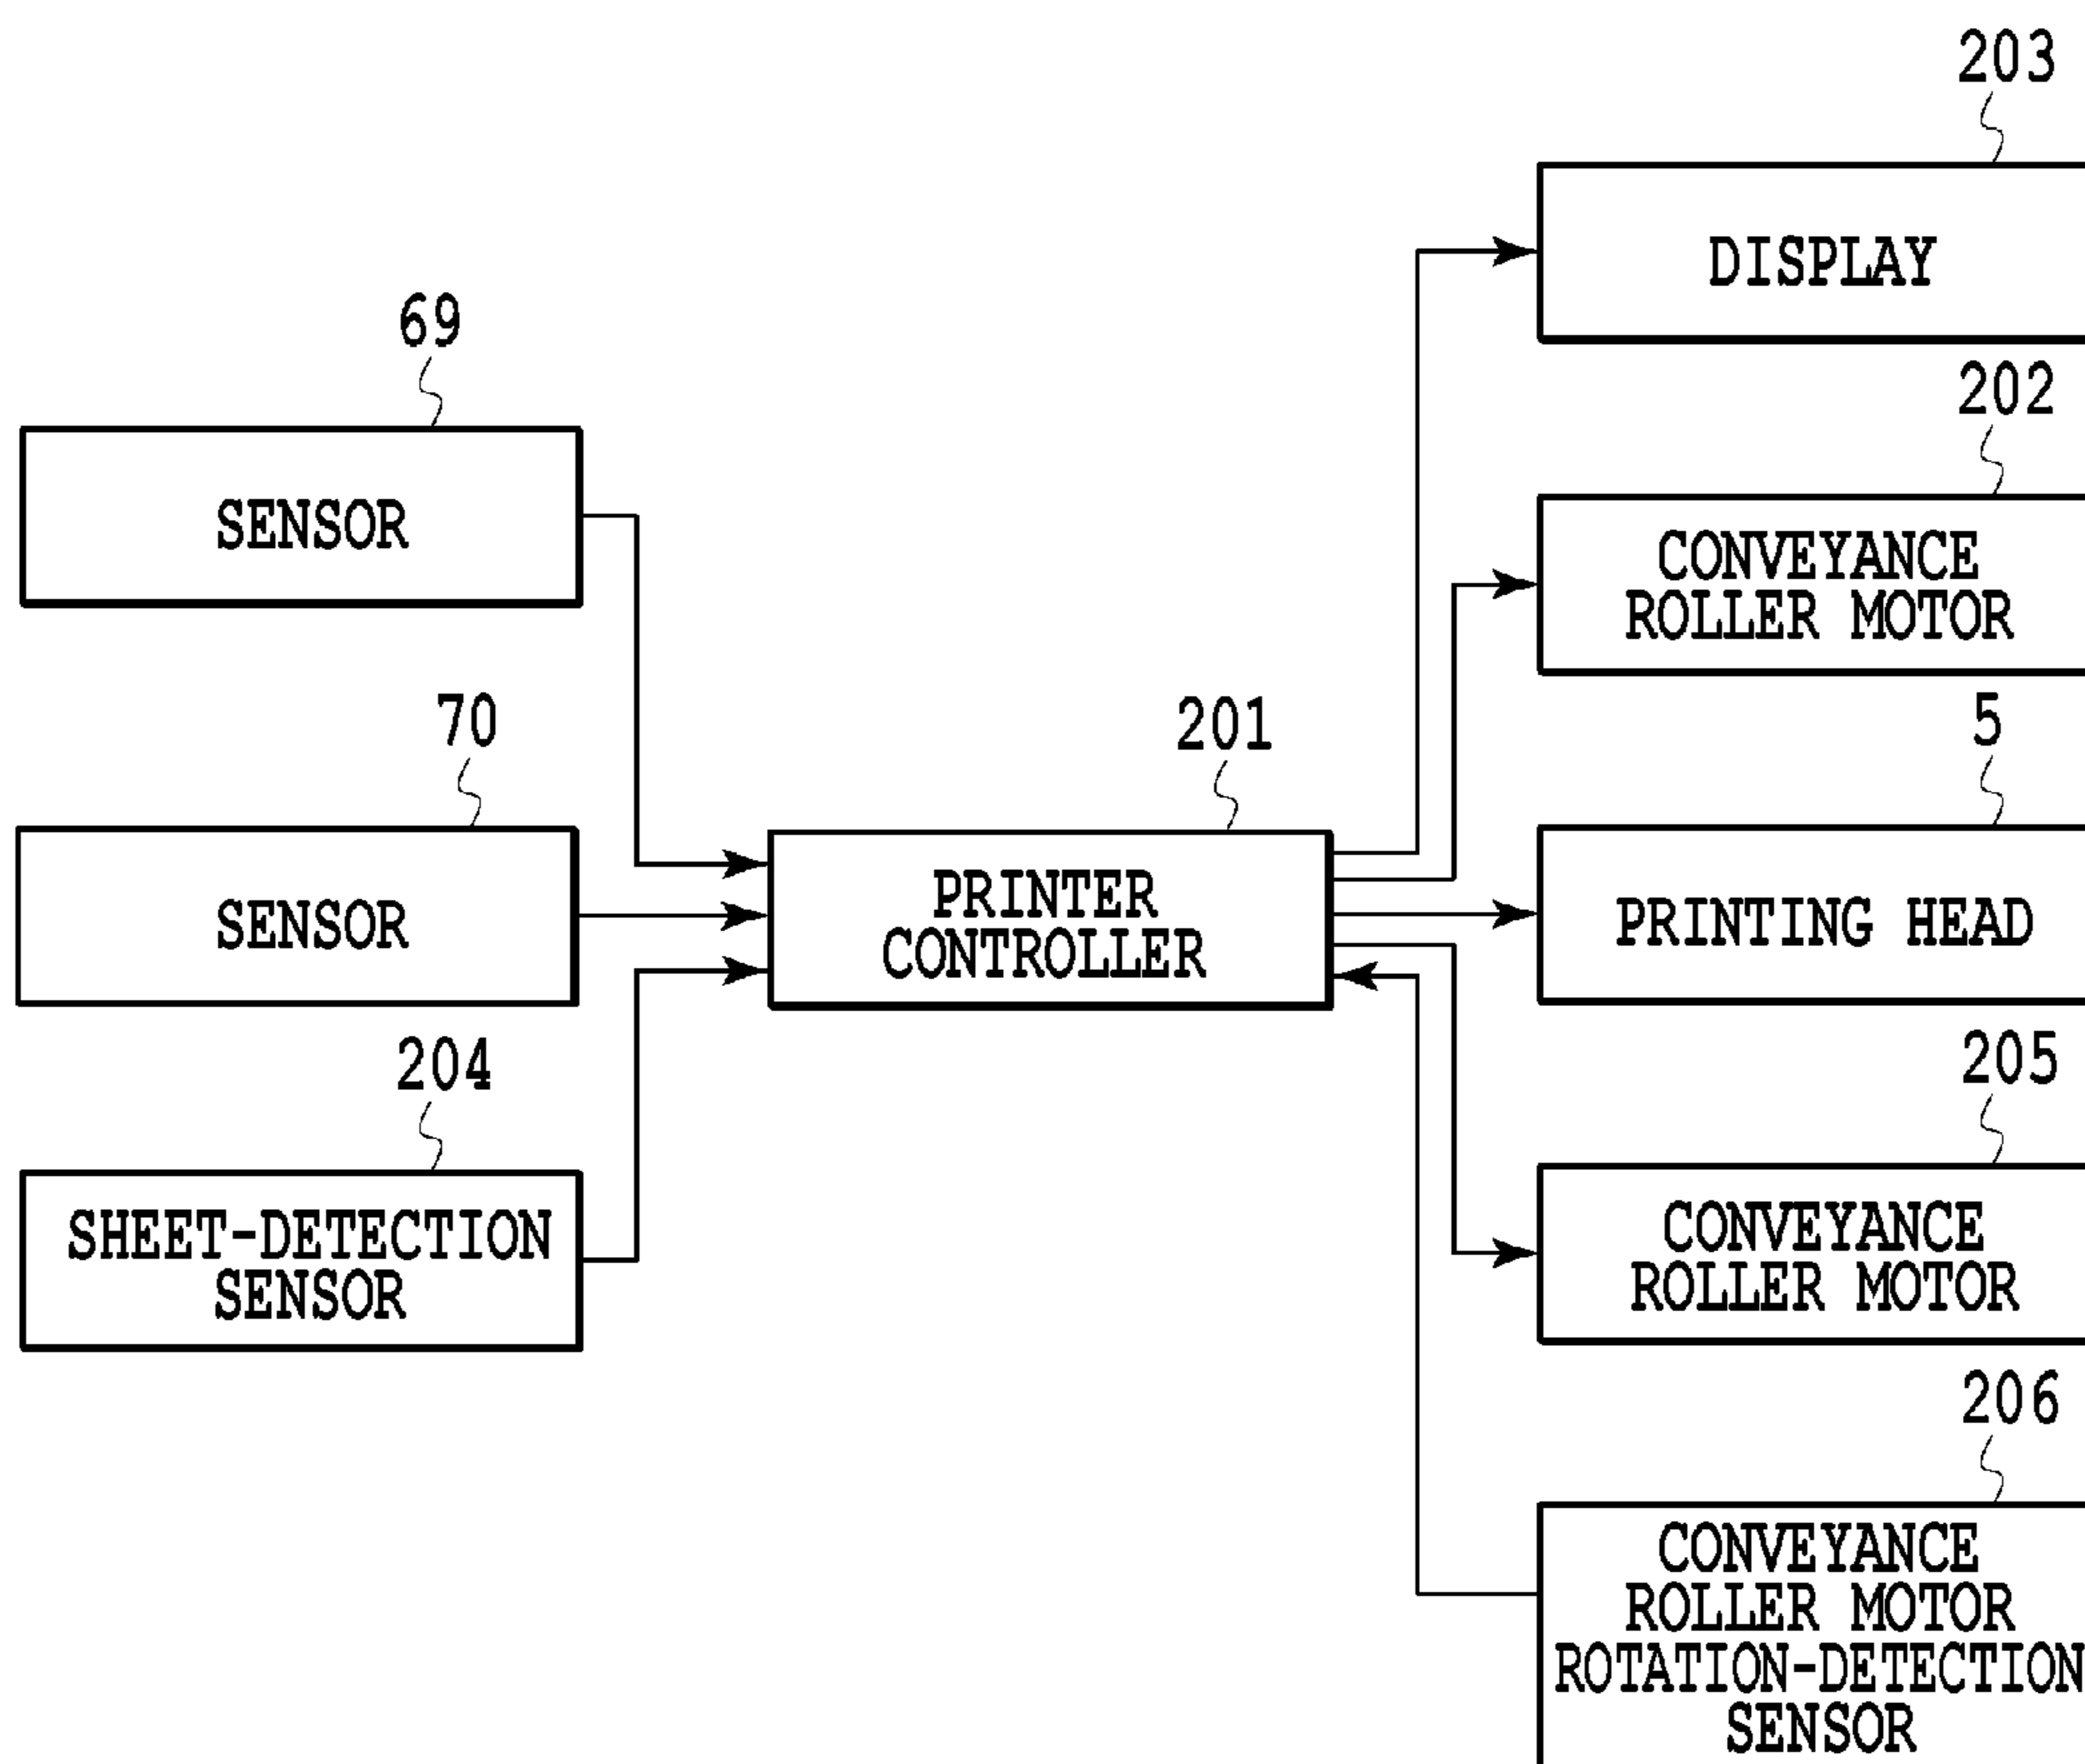 203
DISPLAY
69
SENSOR
202
CONVEYANCE
ROLLER MOTOR
70
SENSOR
201
PRINTER
CONTROLLER
5
PRINTING HEAD
204
SHEET-DETECTION
SENSOR
205
CONVEYANCE
ROLLER MOTOR
206
CONVEYANCE
ROLLER MOTOR
ROTATION-DETECTION
SENSOR